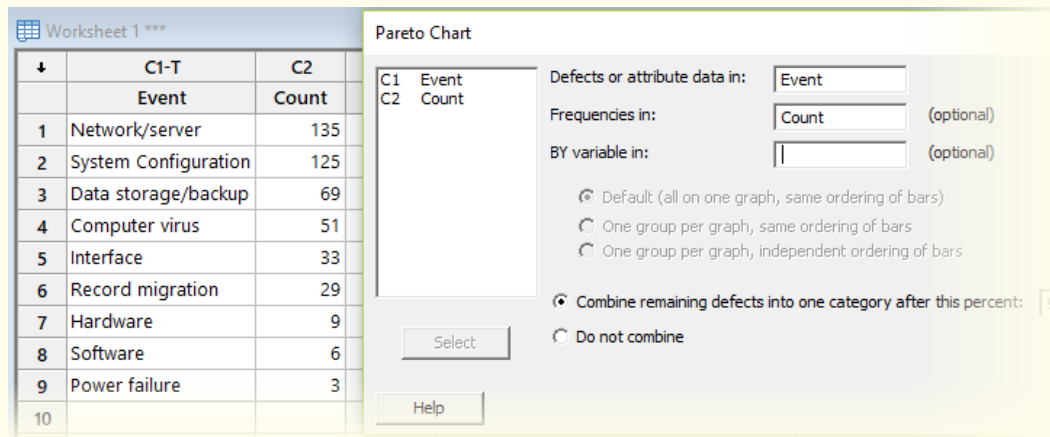 Worksheet 1 ***
↓ C1-T C2
Event Count
1 Network/server 135
2 System Configuration 125
3 Data storage/backup 69
4 Computer virus 51
5 Interface 33
6 Record migration 29
7 Hardware 9
8 Software 6
9 Power failure 3
10
Pareto Chart
C1 Event
C2 Count
Defects or attribute data in: Event
Frequencies in: Count (optional)
BY variable in: (optional)
Default (all on one graph, same ordering of bars)
One group per graph, same ordering of bars
One group per graph, independent ordering of bars
Combine remaining defects into one category after this percent:
Do not combine
Select
Help